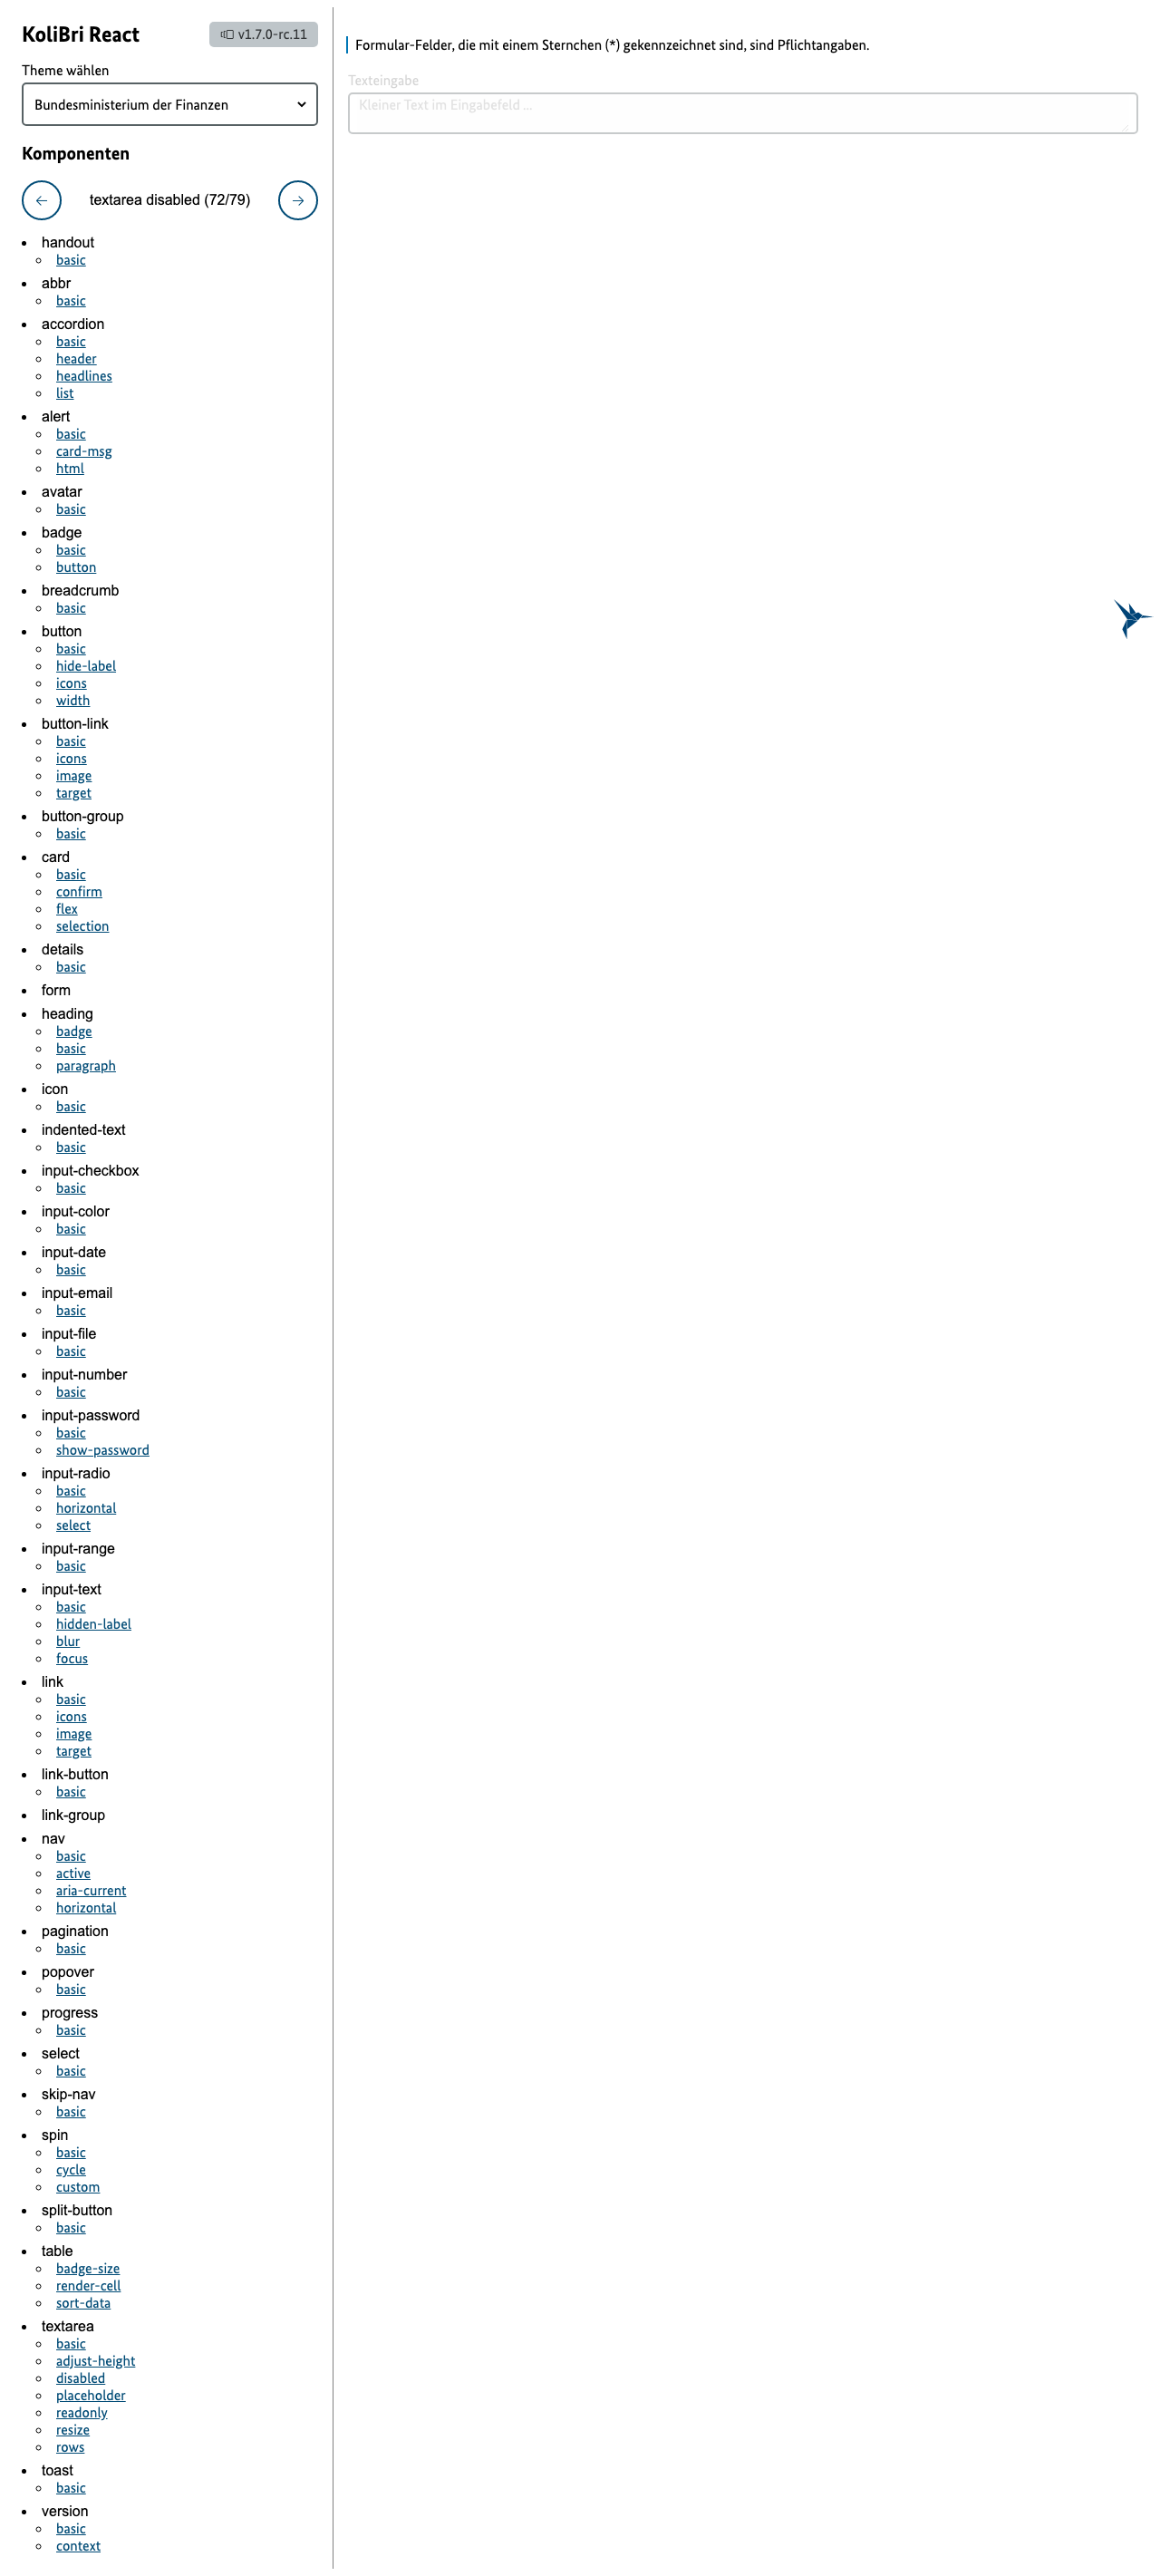 KoliBri React
v1.7.0-rc.11
Theme wählen
Bundesministerium der Finanzen
Komponenten
textarea disabled (72/79)
handout
basic
abbr
basic
accordion
basic
header
headlines
list
alert
basic
card-msg
html
avatar
basic
badge
basic
button
breadcrumb
basic
button
basic
hide-label
icons
width
button-link
basic
icons
image
target
button-group
basic
card
basic
confirm
flex
selection
details
basic
form
heading
badge
basic
paragraph
icon
basic
indented-text
basic
input-checkbox
basic
input-color
basic
input-date
basic
input-email
basic
input-file
basic
input-number
basic
input-password
basic
show-password
input-radio
basic
horizontal
select
input-range
basic
input-text
basic
hidden-label
blur
focus
link
basic
icons
image
target
link-button
basic
link-group
nav
basic
active
aria-current
horizontal
pagination
basic
popover
basic
progress
basic
select
basic
skip-nav
basic
spin
basic
cycle
custom
split-button
basic
table
badge-size
render-cell
sort-data
textarea
basic
adjust-height
disabled
placeholder
readonly
resize
rows
toast
basic
version
basic
context
Formular-Felder, die mit einem Sternchen (*) gekennzeichnet sind, sind Pflichtangaben.
Texteingabe
Kleiner Text im Eingabefeld ...